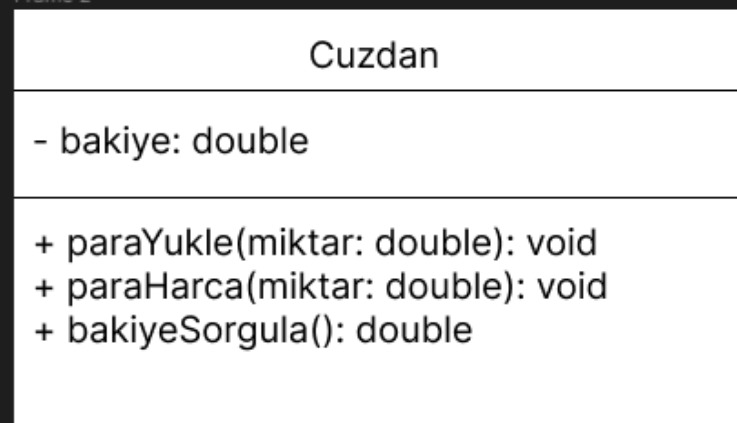 Cuzdan
- bakiye: double
+ paraYukle(miktar: double): void
+ paraHarca(miktar: double): void
+ bakiyeSorgula(): double